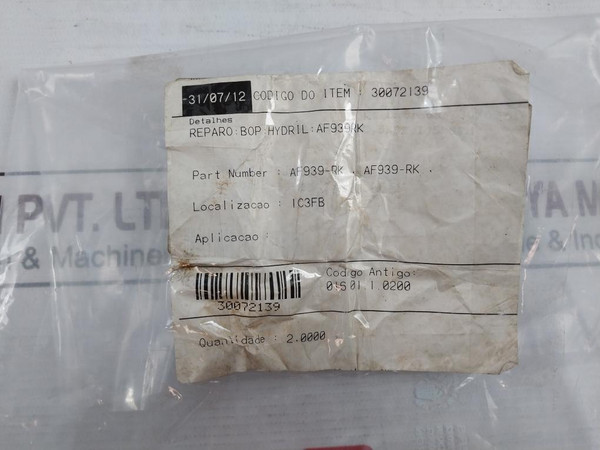 -31/07/12 CODIGO DO ITEM : 30072139
Detalhes
REPARO:BOP:HYDRIL:AF939RK
Part Number : AF939-RK . AF939-RK .
Localizacao : IC3FB
Aplicacao :
PVT. LT
& Machine
YA
& Ind
Codigo Antigo:
30072139
Quantidade : 2.0000